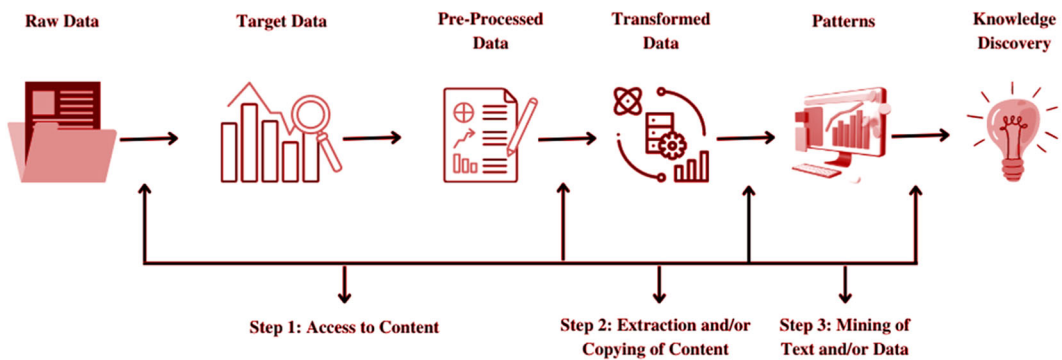 Raw Data
Target Data
Pre-Processed
Data
Transformed
Data
Patterns
Knowledge
Discovery
Step 1: Access to Content
Step 2: Extraction and/or
Copying of Content
Step 3: Mining of
Text and/or Data